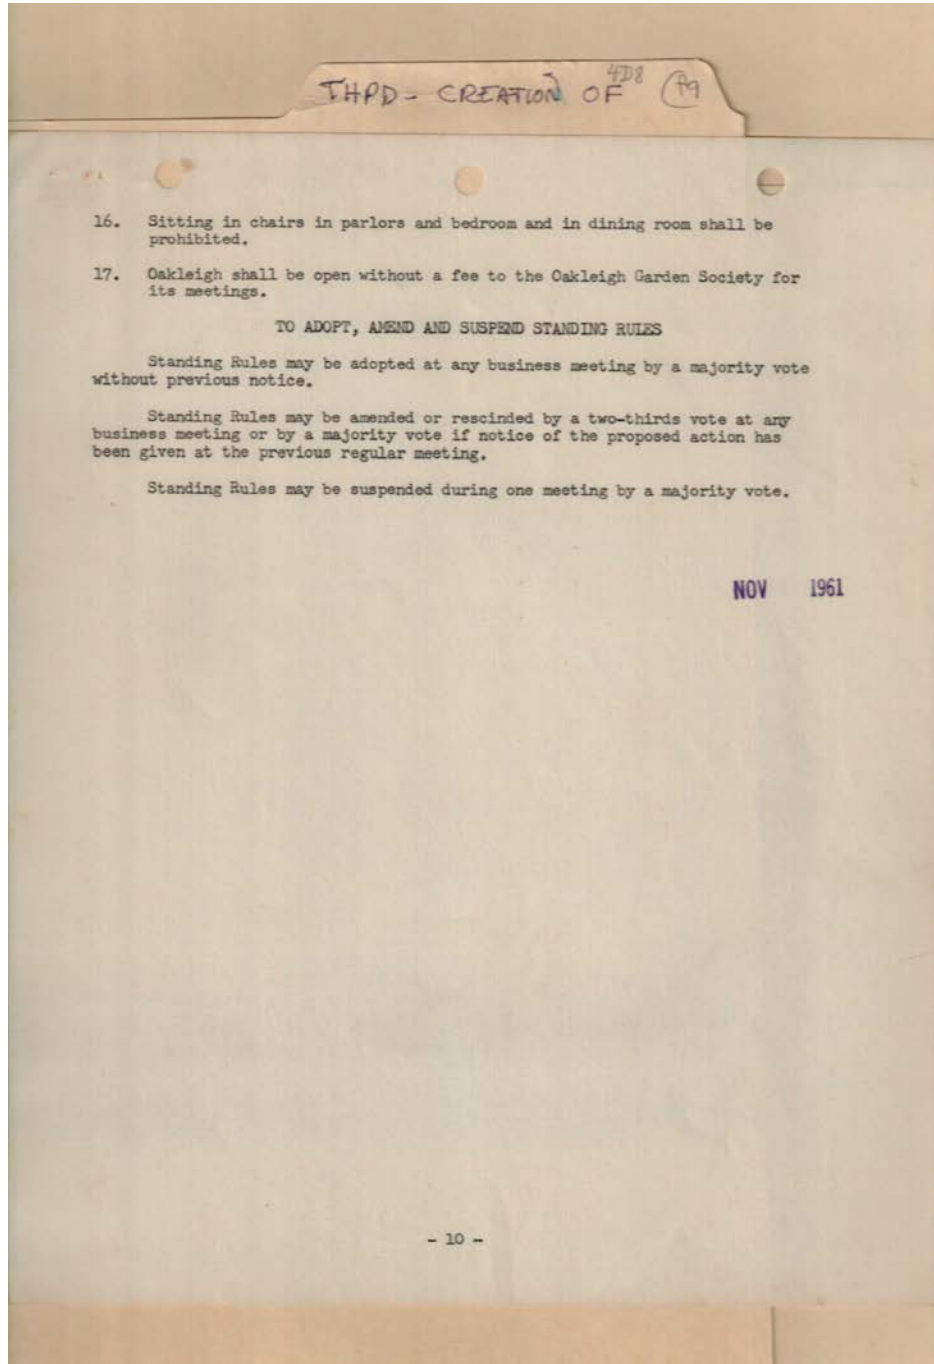 4D8
THPD - CREATION OF
16. Sitting in chairs in parlors and bedroom and in dining room shall be
prohibited.
17. Oakleigh shall be open without a fee to the Oakleigh Garden Society for
its meetings.
TO ADOPT, AMEND AND SUSPEND STANDING RULES
Standing Rules may be adopted at any business meeting by a majority vote
without previous notice.
Standing Rules may be amended or rescinded by a two-thirds vote at any
business meeting or by a majority vote if notice of the proposed action has
been given at the previous regular meeting.
Standing Rules may be suspended during one meeting by a majority vote.
NOV 1961
- 10 -